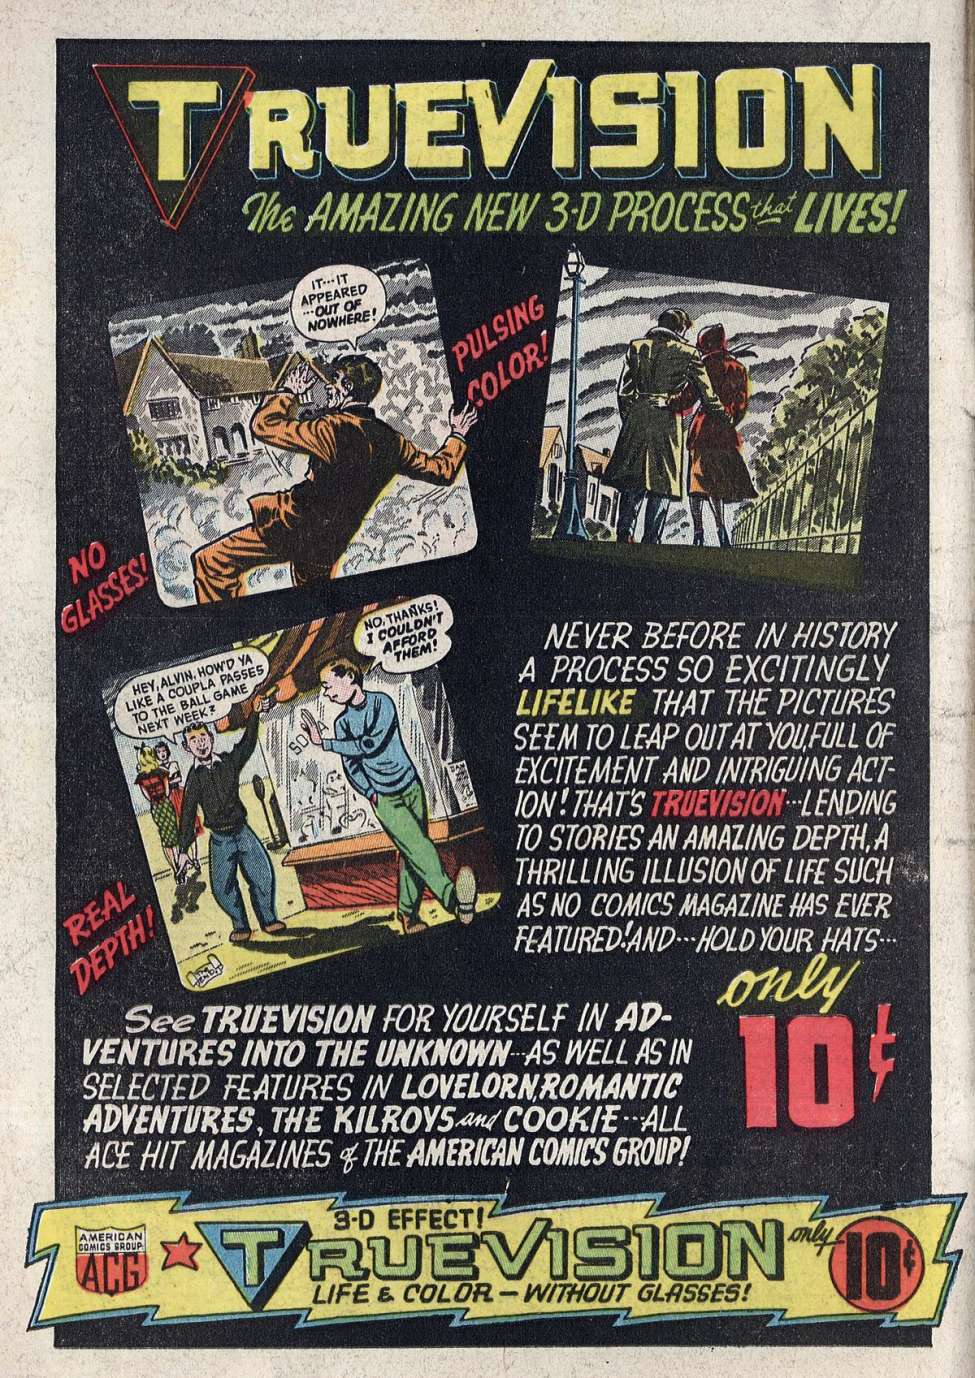 TRUEVISION
The AMAZING NEW 3-D PROCESS that LIVES!
IT...IT
APPEARED
...OUT OF
NOWHERE!
PULSING
COLOR!
NO
GLASSES!
HEY, ALVIN, HOW'D YA
LIKE A COUPLA PASSES
TO THE BALL GAME
NEXT WEEK?
NO, THANKS!
I COULDN'T
AFFORD
THEM!
SODA
REAL
DEPTH!
NEVER BEFORE IN HISTORY
A PROCESS SO EXCITINGLY
LIFELIKE THAT THE PICTURES
SEEM TO LEAP OUT AT YOU, FULL OF
EXCITEMENT AND INTRIGUING ACT-
ION! THAT'S TRUEVISION...LENDING
TO STORIES AN AMAZING DEPTH, A
THRILLING ILLUSION OF LIFE SUCH
AS NO COMICS MAGAZINE HAS EVER
FEATURED! AND...HOLD YOUR HATS...
only
10¢
See TRUEVISION FOR YOURSELF IN AD-
VENTURES INTO THE UNKNOWN...AS WELL AS IN
SELECTED FEATURES IN LOVELORN, ROMANTIC
ADVENTURES, THE KILROYS and COOKIE...ALL
ACE HIT MAGAZINES of THE AMERICAN COMICS GROUP!
AMERICAN
COMICS GROUP
ACG
3-D EFFECT!
TRUEVISION
LIFE & COLOR – WITHOUT GLASSES!
only
10¢